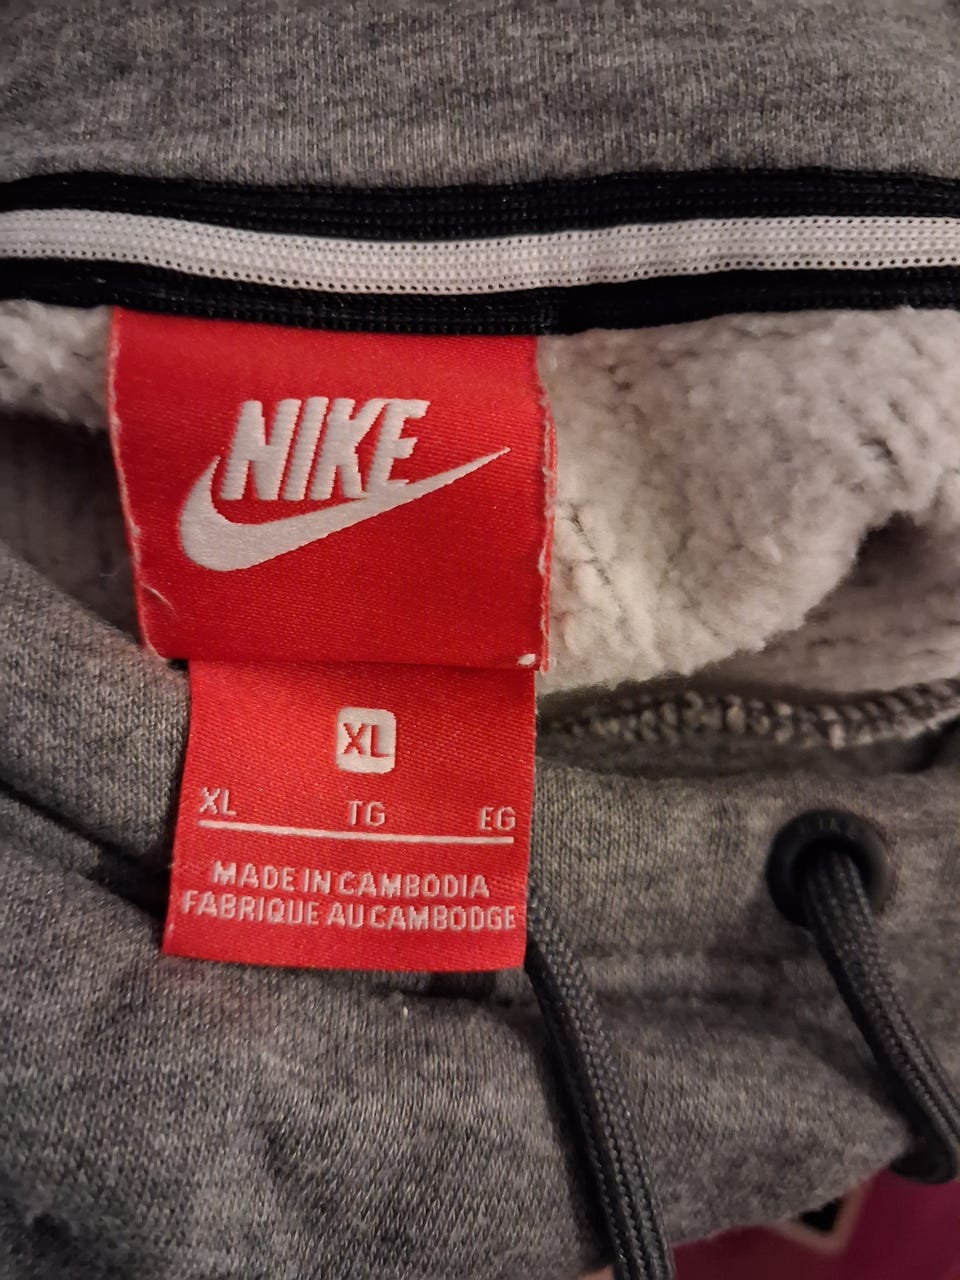 NIKE
XL
XL TG EG
MADE IN CAMBODIA
FABRIQUE AU CAMBODGE